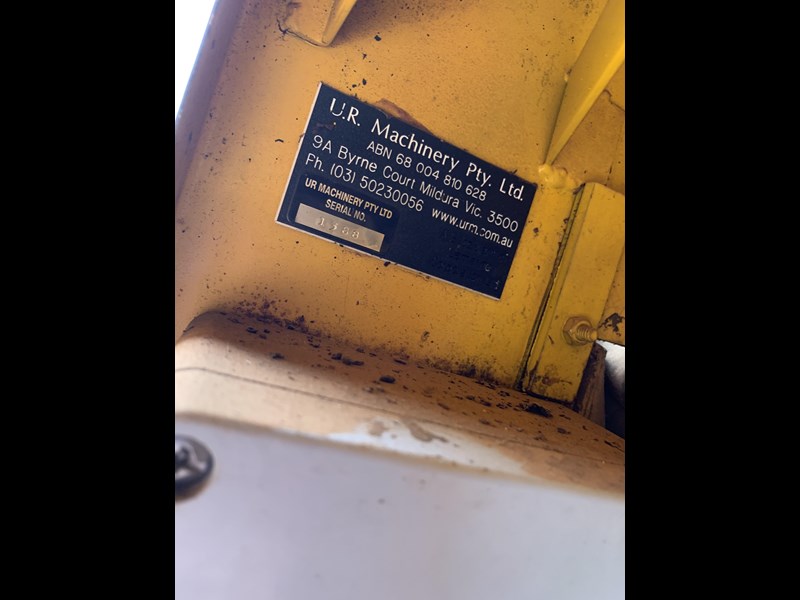 U.R. Machinery Pty. Ltd.
ABN 68 004 810 628
9A Byrne Court Mildura Vic. 3500
Ph. (03) 50230056 www.urm.com.au
UR MACHINERY PTY LTD
SERIAL NO.